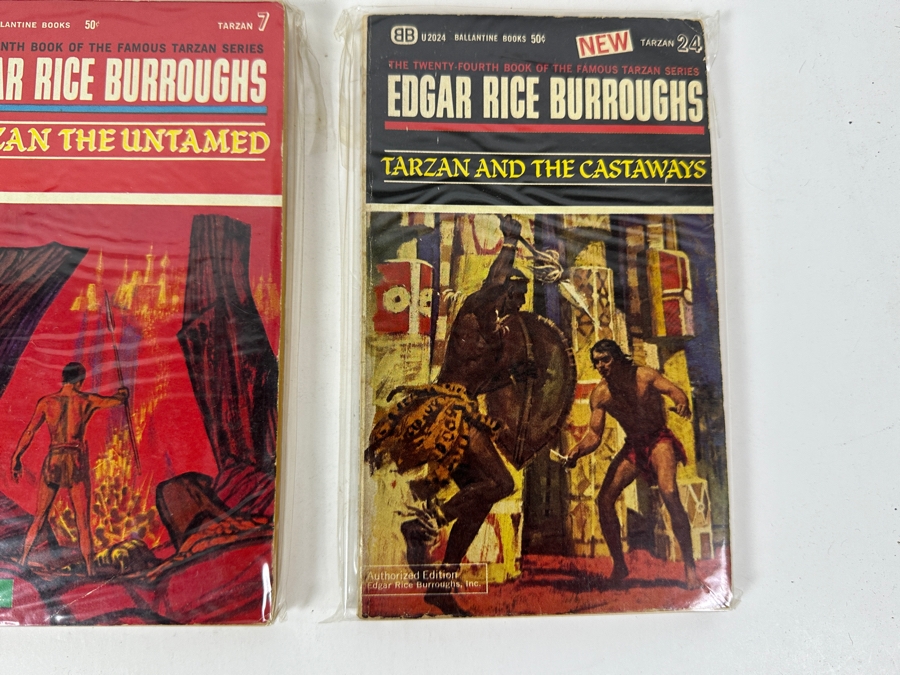 LLANTINE BOOKS 50¢ TARZAN 7
NTH BOOK OF THE FAMOUS TARZAN SERIES
AR RICE BURROUGHS
ZAN THE UNTAMED
BB U2024 BALLANTINE BOOKS 50¢ NEW TARZAN 24
THE TWENTY-FOURTH BOOK OF THE FAMOUS TARZAN SERIES
EDGAR RICE BURROUGHS
TARZAN AND THE CASTAWAYS
Authorized Edition
Edgar Rice Burroughs, Inc.